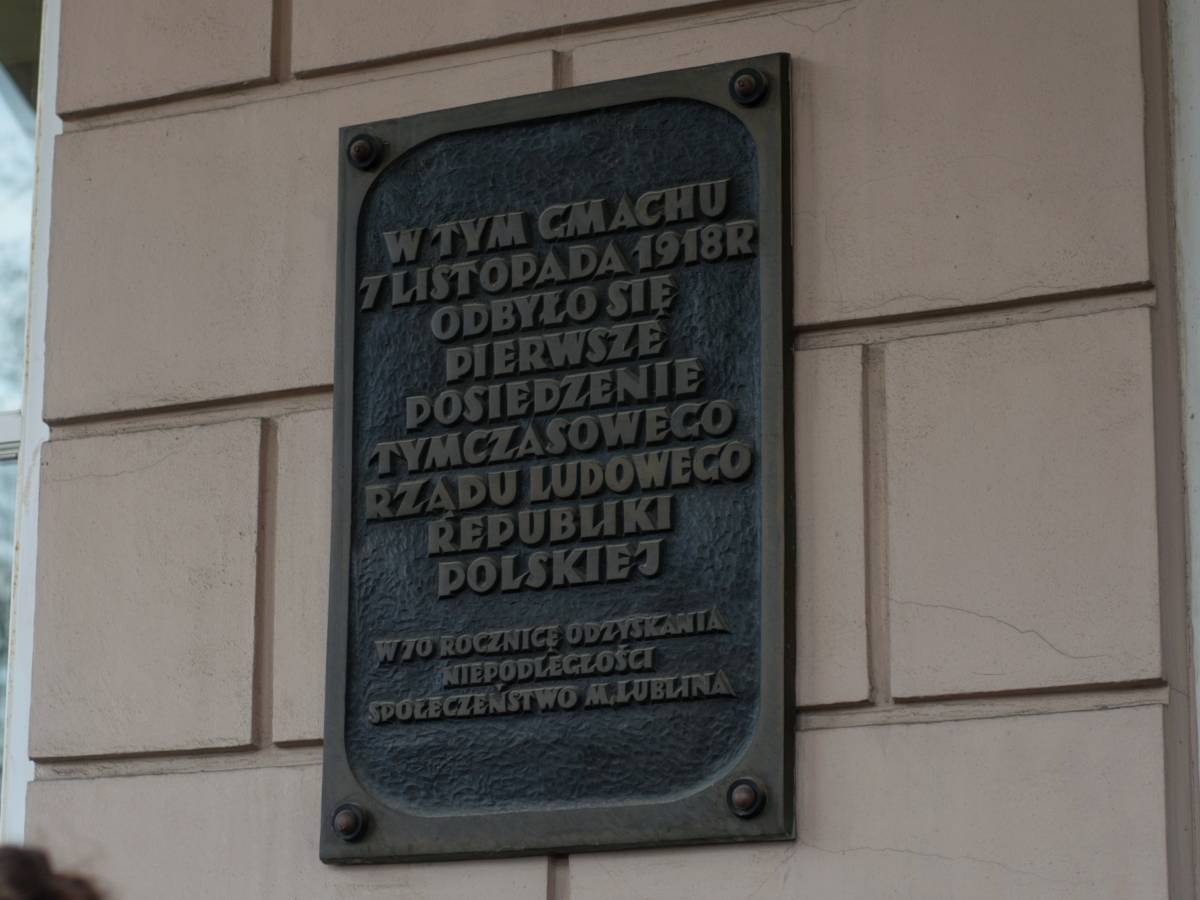 W TYM GMACHU
7 LISTOPADA 1918 R
ODBYŁO SIĘ
PIERWSZE
POSIEDZENIE
TYMCZASOWEGO
RZĄDU LUDOWEGO
REPUBLIKI
POLSKIEJ
W 70 ROCZNICĘ ODZYSKANIA
NIEPODLEGŁOŚCI
SPOŁECZEŃSTWO M. LUBLINA